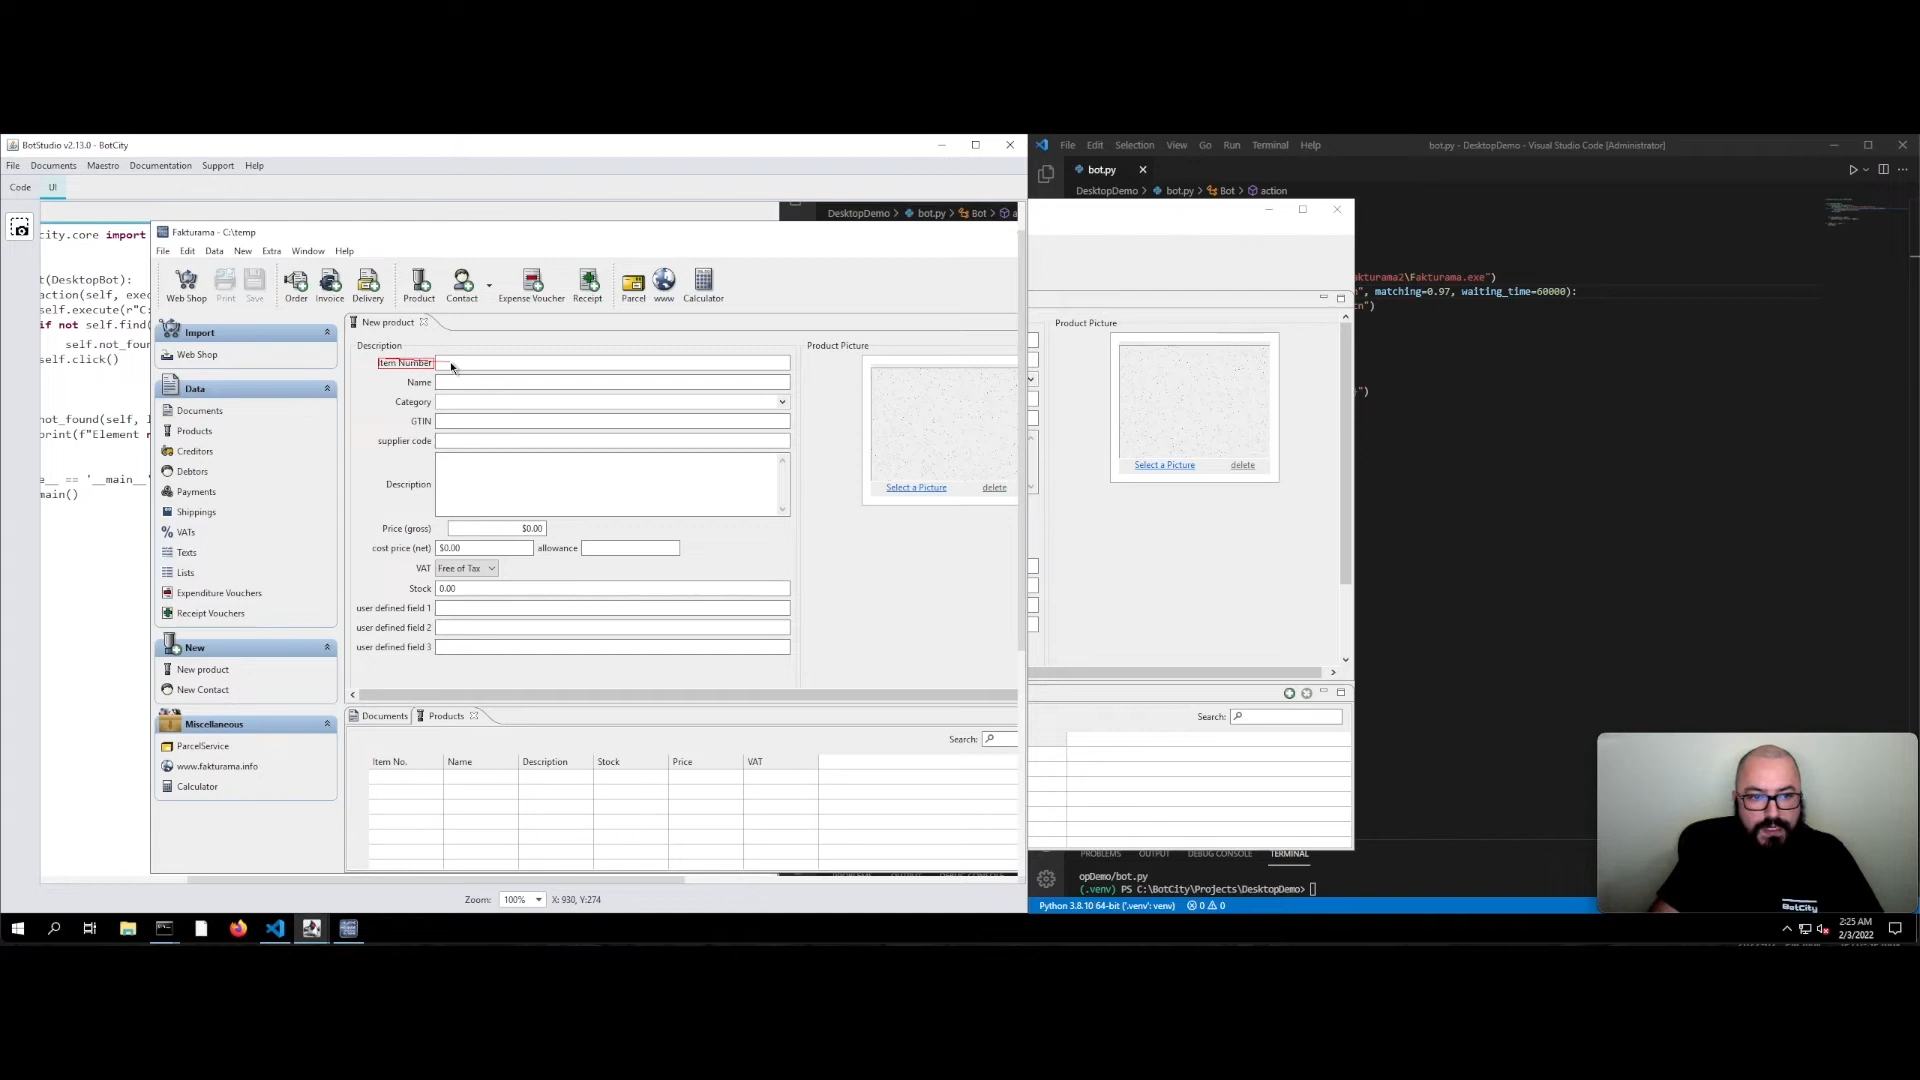 BotStudio v2.13.0 - BotCity
File Documents Maestro Documentation Support Help
Code UI
DesktopDemo > bot.py > Bot >
city.core import
t(DesktopBot):
action(self,
self.execute(r"C:
if not self.find(
self.not_
self.click()
not_found(self,
print(f"Element
e__ == '__main__'
main()
Fakturama - C:\temp
File Edit Data New Extra Window Help
Web Shop Print Save Order Invoice Delivery Product Contact Expense Voucher Receipt Parcel www Calculator
Import
Web Shop
Data
Documents
Products
Creditors
Debtors
Payments
Shippings
VATs
Texts
Lists
Expenditure Vouchers
Receipt Vouchers
New
New product
New Contact
Miscellaneous
ParcelService
www.fakturama.info
Calculator
New product
Description
Item Number
Name
Category
GTIN
supplier code
Description
Price (gross) $0.00
cost price (net) $0.00 allowance
VAT Free of Tax
Stock 0.00
user defined field 1
user defined field 2
user defined field 3
Product Picture
Select a Picture delete
Documents Products
Search:
Item No. Name Description Stock Price VAT
Zoom: 100% X: 930, Y:274
File Edit Selection View Go Run Terminal Help
bot.py - DesktopDemo - Visual Studio Code [Administrator]
bot.py
DesktopDemo > bot.py > Bot > action
akturama2\Fakturama.exe")
", matching=0.97, waiting_time=60000):
")
}")
Product Picture
Select a Picture delete
Search:
PROBLEMS OUTPUT DEBUG CONSOLE TERMINAL
opDemo/bot.py
(.venv) PS C:\BotCity\Projects\DesktopDemo>
Python 3.8.10 64-bit ('.venv': venv) 0 0
BotCity
2:25 AM
2/3/2022